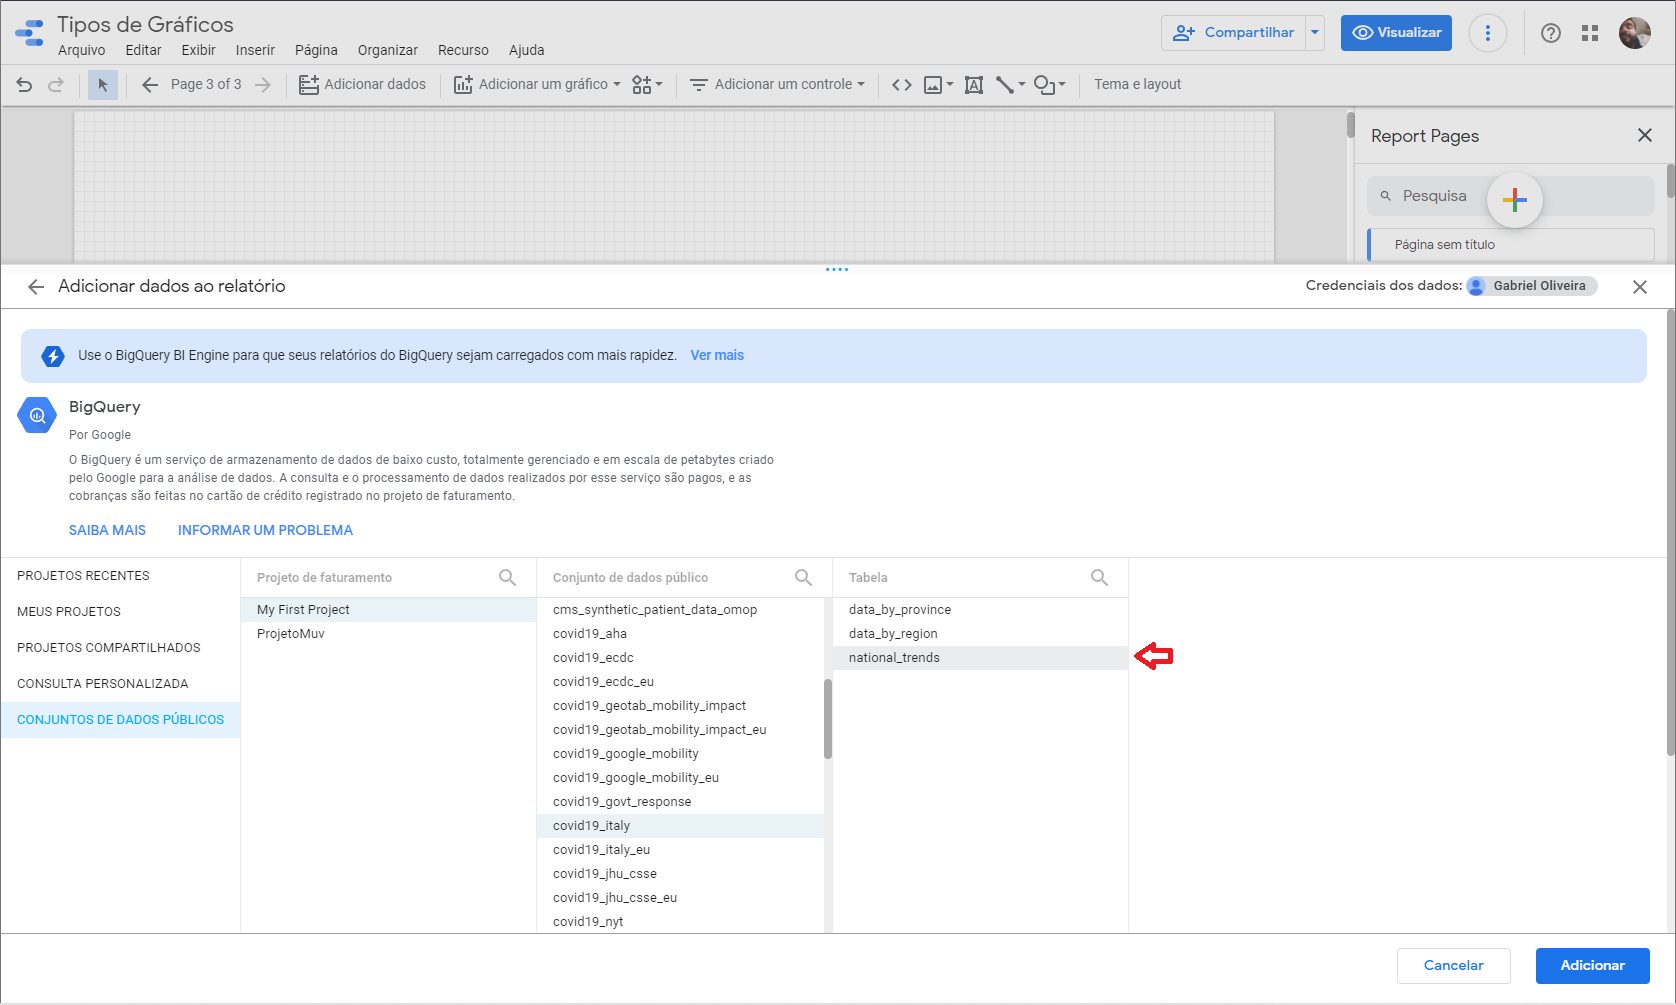 Tipos de Gráficos
Arquivo Editar Exibir Inserir Página Organizar Recurso Ajuda
Compartilhar
Visualizar
Page 3 of 3
Adicionar dados
Adicionar um gráfico
Adicionar um controle
Tema e layout
Report Pages
Pesquisa
Página sem título
Adicionar dados ao relatório
Credenciais dos dados: Gabriel Oliveira
Use o BigQuery BI Engine para que seus relatórios do BigQuery sejam carregados com mais rapidez. Ver mais
BigQuery
Por Google
O BigQuery é um serviço de armazenamento de dados de baixo custo, totalmente gerenciado e em escala de petabytes criado
pelo Google para a análise de dados. A consulta e o processamento de dados realizados por esse serviço são pagos, e as
cobranças são feitas no cartão de crédito registrado no projeto de faturamento.
SAIBA MAIS INFORMAR UM PROBLEMA
PROJETOS RECENTES
MEUS PROJETOS
PROJETOS COMPARTILHADOS
CONSULTA PERSONALIZADA
CONJUNTOS DE DADOS PÚBLICOS
Projeto de faturamento
My First Project
ProjetoMuv
Conjunto de dados público
cms_synthetic_patient_data_omop
covid19_aha
covid19_ecdc
covid19_ecdc_eu
covid19_geotab_mobility_impact
covid19_geotab_mobility_impact_eu
covid19_google_mobility
covid19_google_mobility_eu
covid19_govt_response
covid19_italy
covid19_italy_eu
covid19_jhu_csse
covid19_jhu_csse_eu
covid19_nyt
Tabela
data_by_province
data_by_region
national_trends
Cancelar
Adicionar